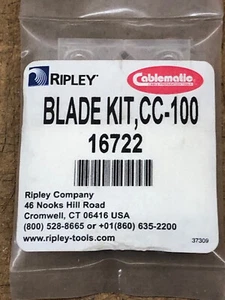 RIPLEY Cablematic
BLADE KIT, CC-100
16722
Ripley Company
46 Nooks Hill Road
Cromwell, CT 06416 USA
(800) 528-8665 or +01(860) 635-2200
www.ripley-tools.com 37309